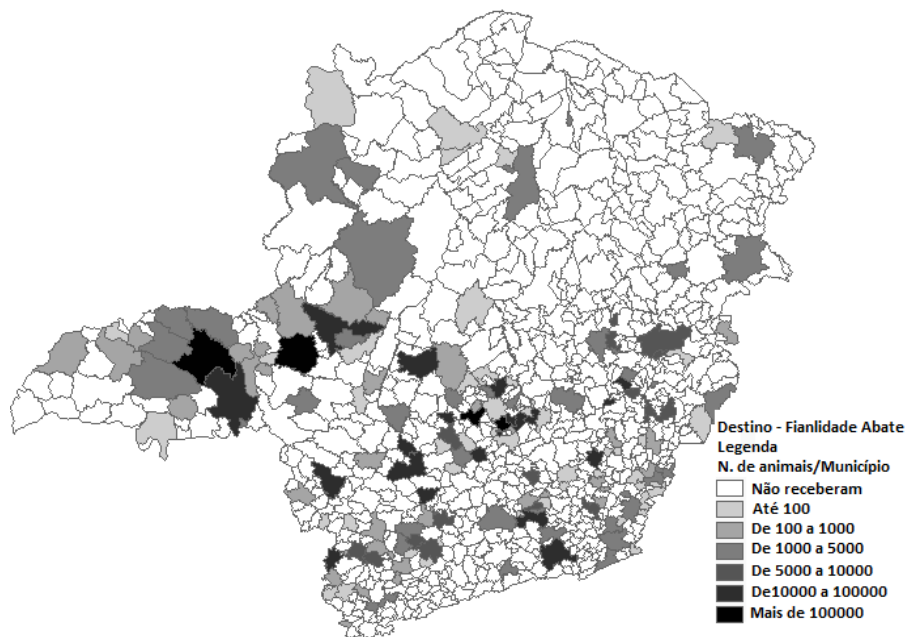 Destino - Fianlidade Abate
Legenda
N. de animais/Município
Não receberam
Até 100
De 100 a 1000
De 1000 a 5000
De 5000 a 10000
De10000 a 100000
Mais de 100000